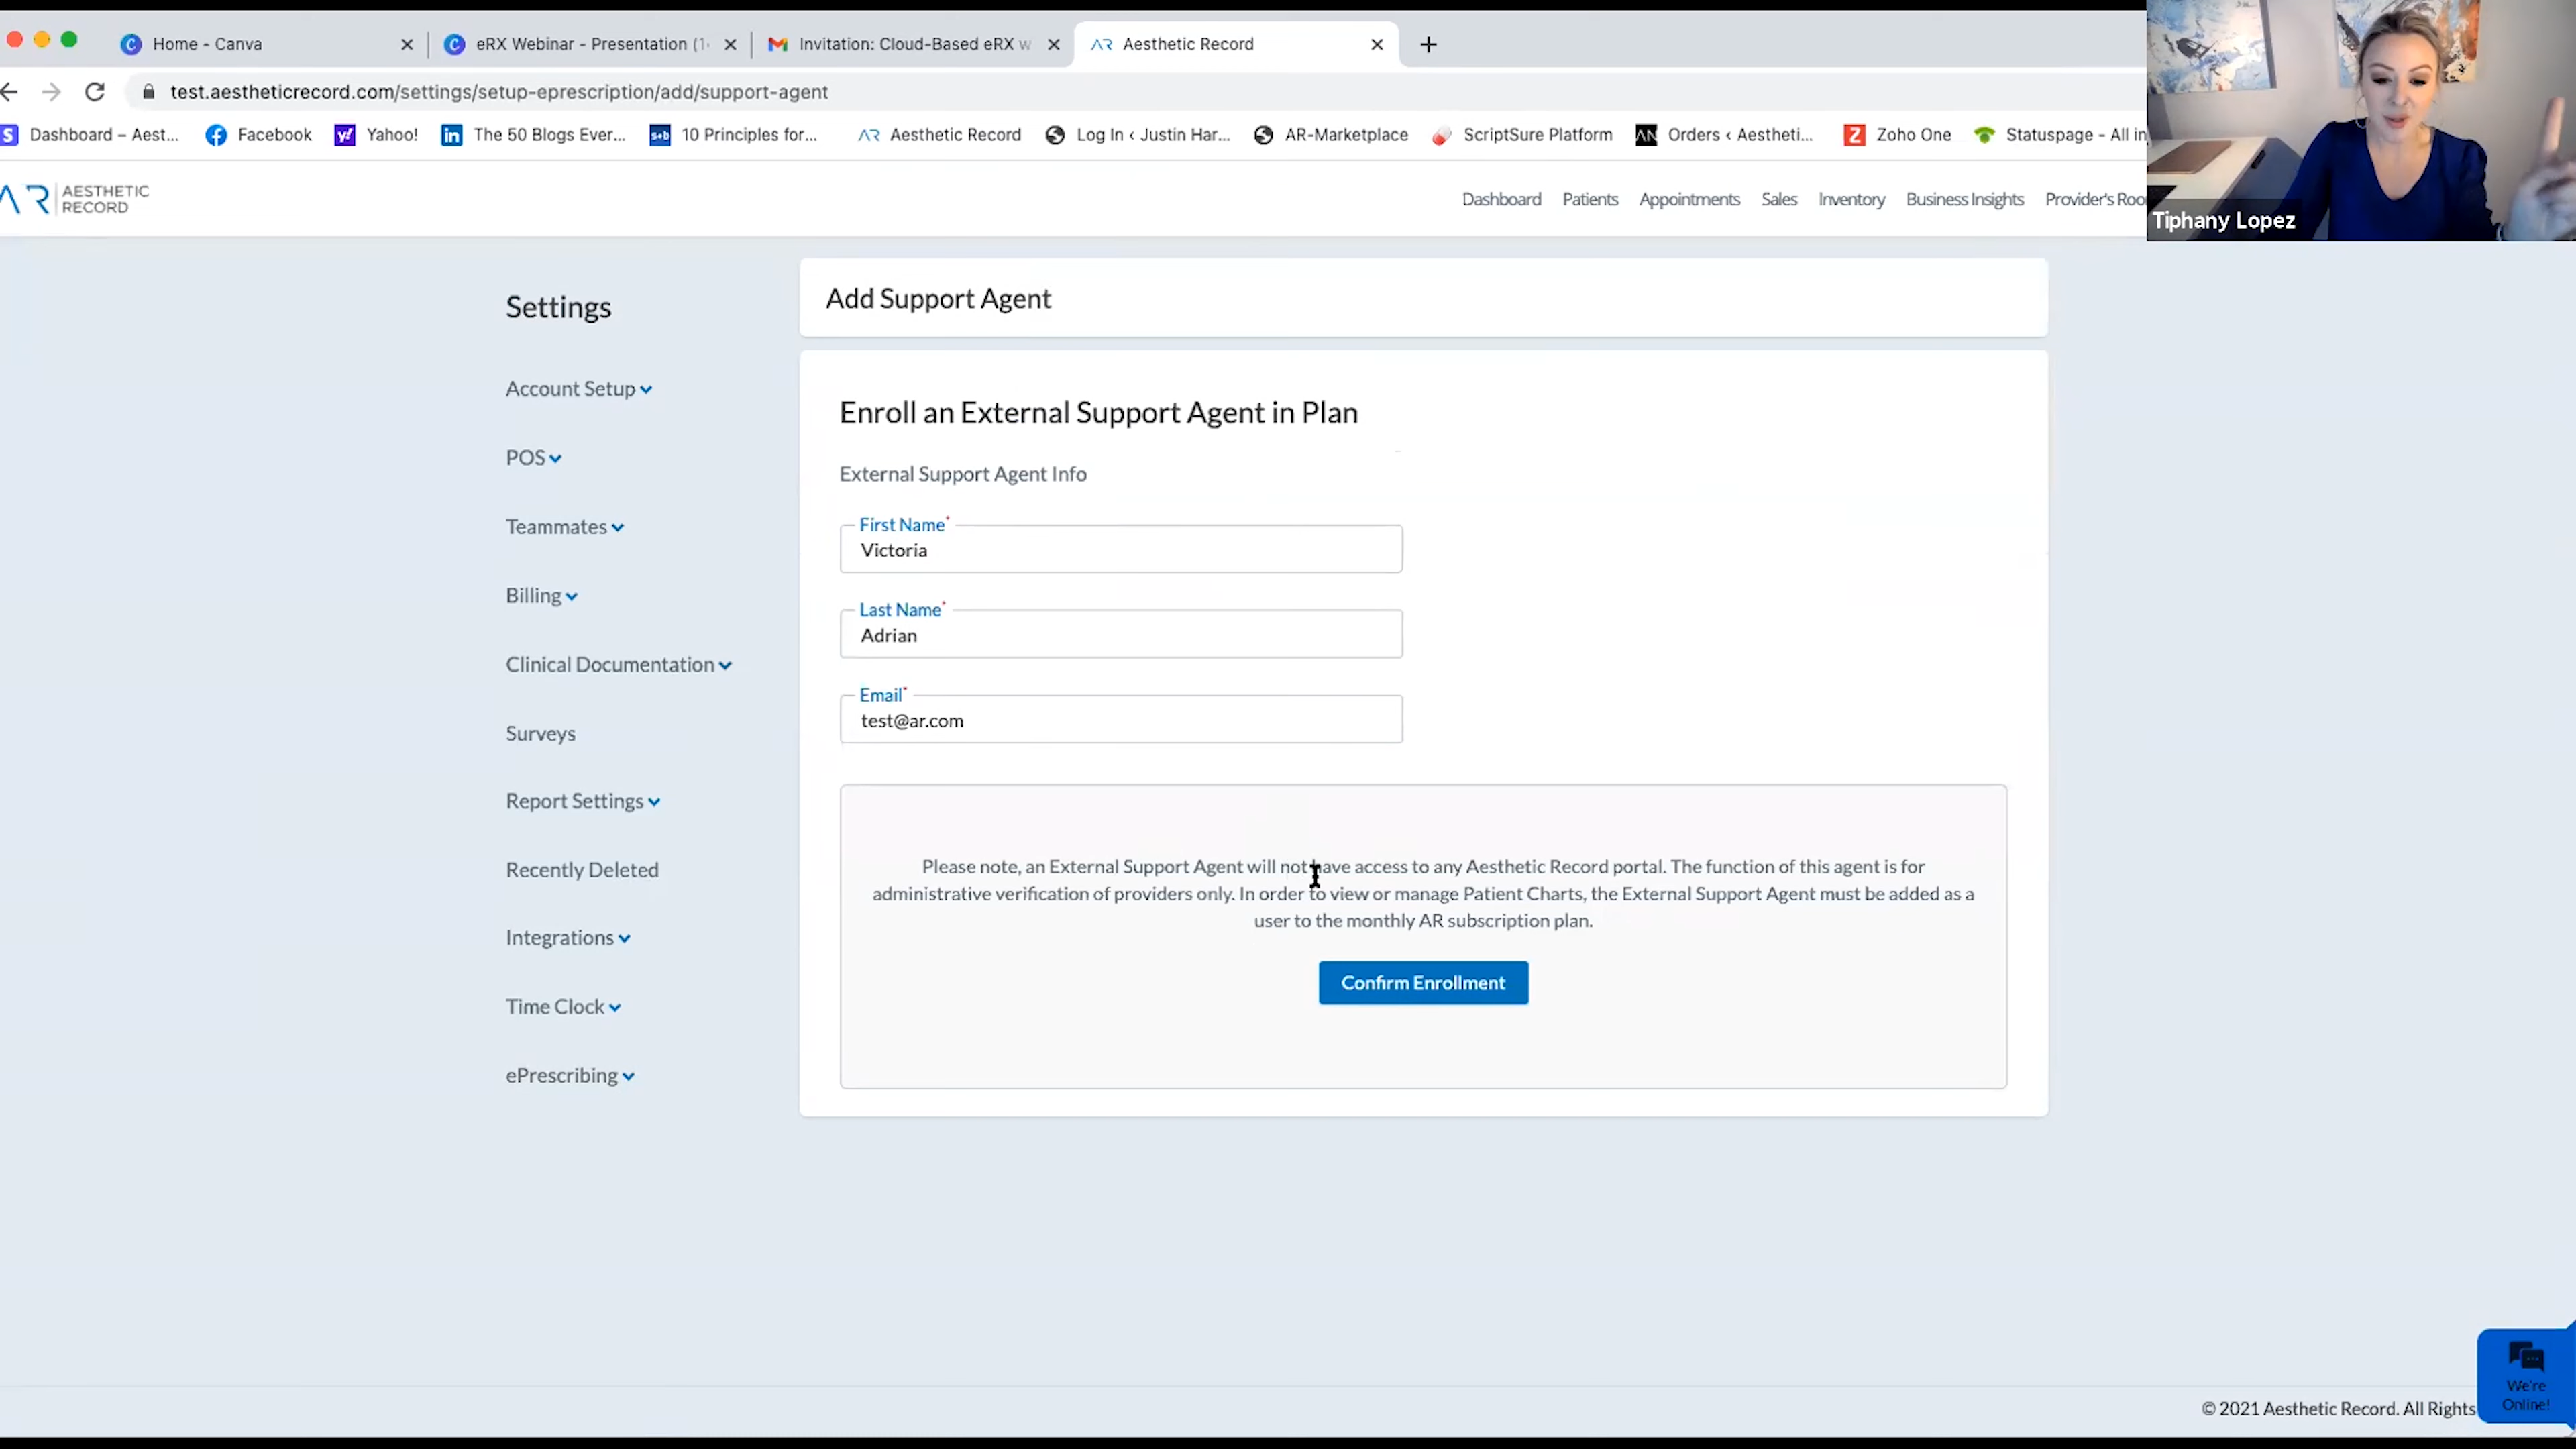 Home - Canva
eRX Webinar - Presentation (1
Invitation: Cloud-Based eRX w
Aesthetic Record
test.aestheticrecord.com/settings/setup-eprescription/add/support-agent
Dashboard – Aest...
Facebook
Yahoo!
The 50 Blogs Ever...
s+b 10 Principles for...
Aesthetic Record
Log In ‹ Justin Har...
AR-Marketplace
ScriptSure Platform
Orders ‹ Aestheti...
Zoho One
Statuspage - All in
Tiphany Lopez
AR AESTHETIC
RECORD
Dashboard Patients Appointments Sales Inventory Business Insights Provider's Roo
Settings
Account Setup
POS
Teammates
Billing
Clinical Documentation
Surveys
Report Settings
Recently Deleted
Integrations
Time Clock
ePrescribing
Add Support Agent
Enroll an External Support Agent in Plan
External Support Agent Info
First Name*
Victoria
Last Name*
Adrian
Email*
test@ar.com
Please note, an External Support Agent will not have access to any Aesthetic Record portal. The function of this agent is for
administrative verification of providers only. In order to view or manage Patient Charts, the External Support Agent must be added as a
user to the monthly AR subscription plan.
Confirm Enrollment
We're
Online!
© 2021 Aesthetic Record. All Rights